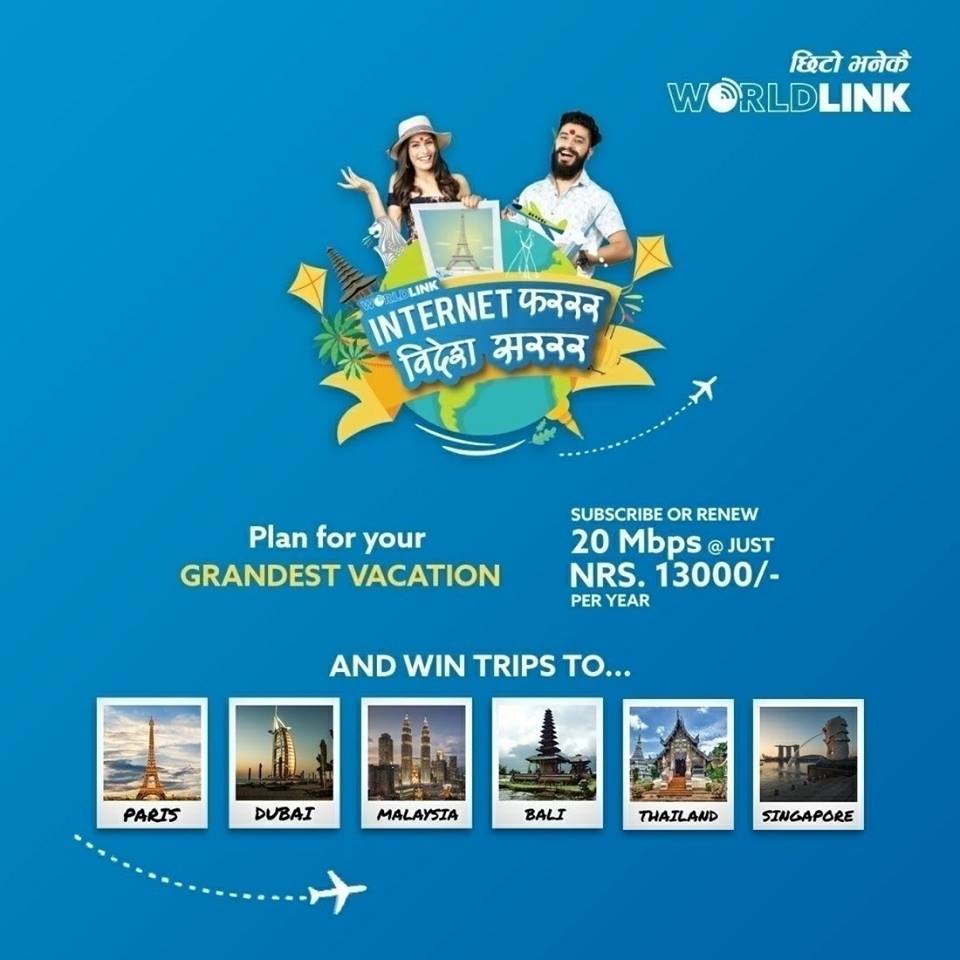 छिटो भनेकै
WORLDLINK
WORLDLINK
INTERNET फररर
विदेश सररर
Plan for your
GRANDEST VACATION
SUBSCRIBE OR RENEW
20 Mbps @ JUST
NRS. 13000/-
PER YEAR
AND WIN TRIPS TO...
PARIS
DUBAI
MALAYSIA
BALI
THAILAND
SINGAPORE